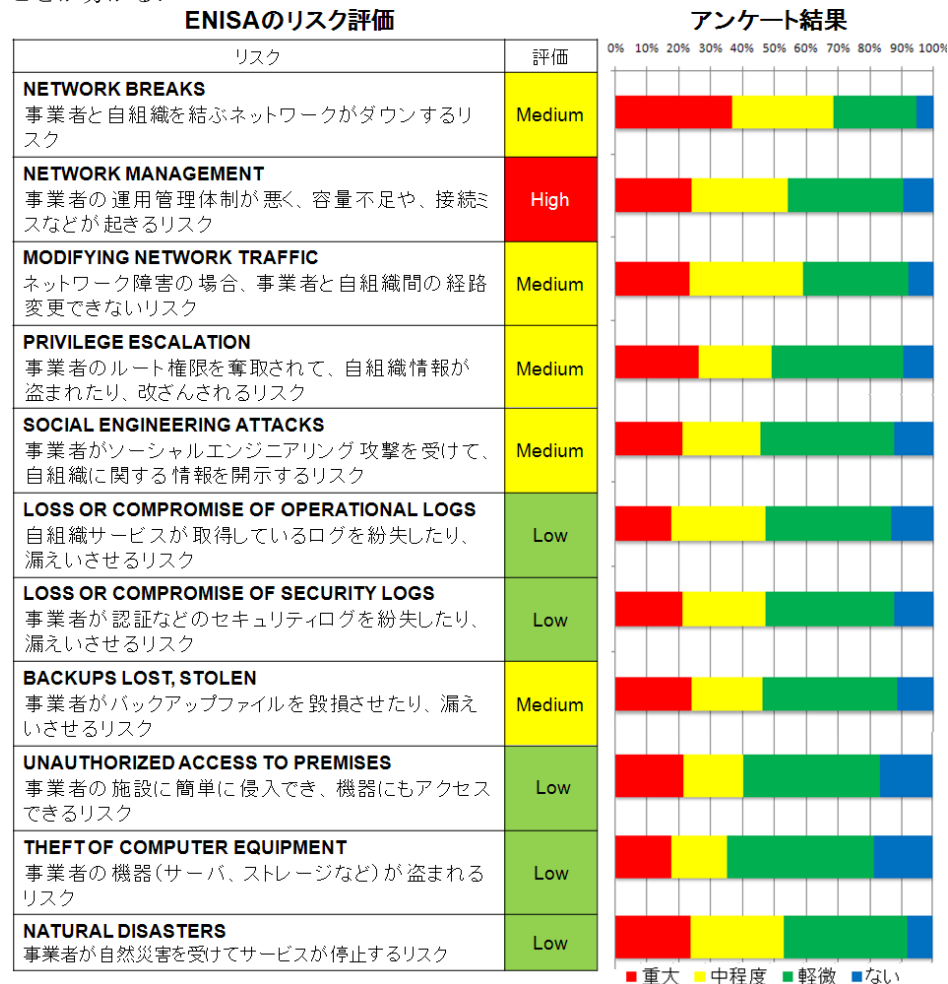 ENISAのリスク評価
アンケート結果
リスク
評価
0% 10% 20% 30% 40% 50% 60% 70% 80% 90% 100%
NETWORK BREAKS
事業者と自組織を結ぶネットワークがダウンするリ
スク
Medium
NETWORK MANAGEMENT
事業者の運用管理体制が悪く、容量不足や、接続ミ
スなどが起きるリスク
High
MODIFYING NETWORK TRAFFIC
ネットワーク障害の場合、事業者と自組織間の経路
変更できないリスク
Medium
PRIVILEGE ESCALATION
事業者のルート権限を奪取されて、自組織情報が
盗まれたり、改ざんされるリスク
Medium
SOCIAL ENGINEERING ATTACKS
事業者がソーシャルエンジニアリング攻撃を受けて、
自組織に関する情報を開示するリスク
Medium
LOSS OR COMPROMISE OF OPERATIONAL LOGS
自組織サービスが取得しているログを紛失したり、
漏えいさせるリスク
Low
LOSS OR COMPROMISE OF SECURITY LOGS
事業者が認証などのセキュリティログを紛失したり、
漏えいさせるリスク
Low
BACKUPS LOST, STOLEN
事業者がバックアップファイルを毀損させたり、漏え
いさせるリスク
Medium
UNAUTHORIZED ACCESS TO PREMISES
事業者の施設に簡単に侵入でき、機器にもアクセス
できるリスク
Low
THEFT OF COMPUTER EQUIPMENT
事業者の機器(サーバ、ストレージなど)が盗まれる
リスク
Low
NATURAL DISASTERS
事業者が自然災害を受けてサービスが停止するリスク
Low
重大 中程度 軽微 ない